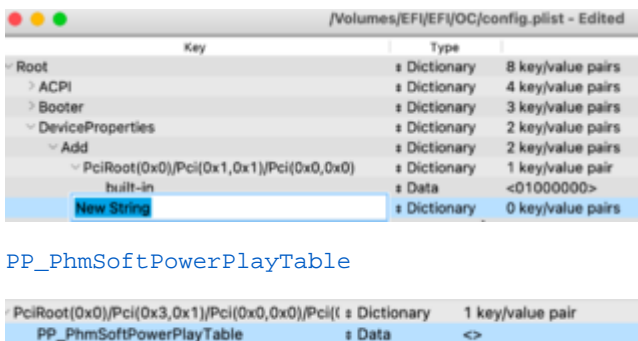 /Volumes/EFI/EFI/OC/config.plist - Edited
Key Type
Root Dictionary 8 key/value pairs
ACPI Dictionary 4 key/value pairs
Booter Dictionary 3 key/value pairs
DeviceProperties Dictionary 2 key/value pairs
Add Dictionary 2 key/value pairs
PciRoot(0x0)/Pci(0x1,0x1)/Pci(0x0,0x0) Dictionary 1 key/value pair
built-in Data <01000000>
New String Dictionary 0 key/value pairs
PP_PhmSoftPowerPlayTable
PciRoot(0x0)/Pci(0x3,0x1)/Pci(0x0,0x0)/Pci( Dictionary 1 key/value pair
PP_PhmSoftPowerPlayTable Data <>